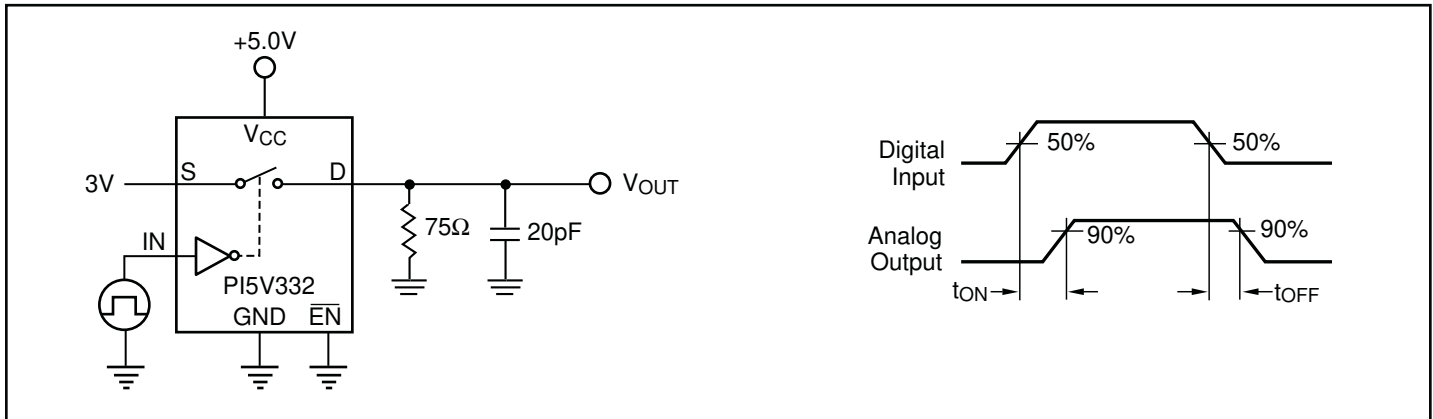 +5.0V
VCC
S
D
3V
VOUT
IN
75Ω
20pF
PI5V332
GND
EN
Digital
Input
50%
50%
Analog
Output
90%
90%
tON
tOFF